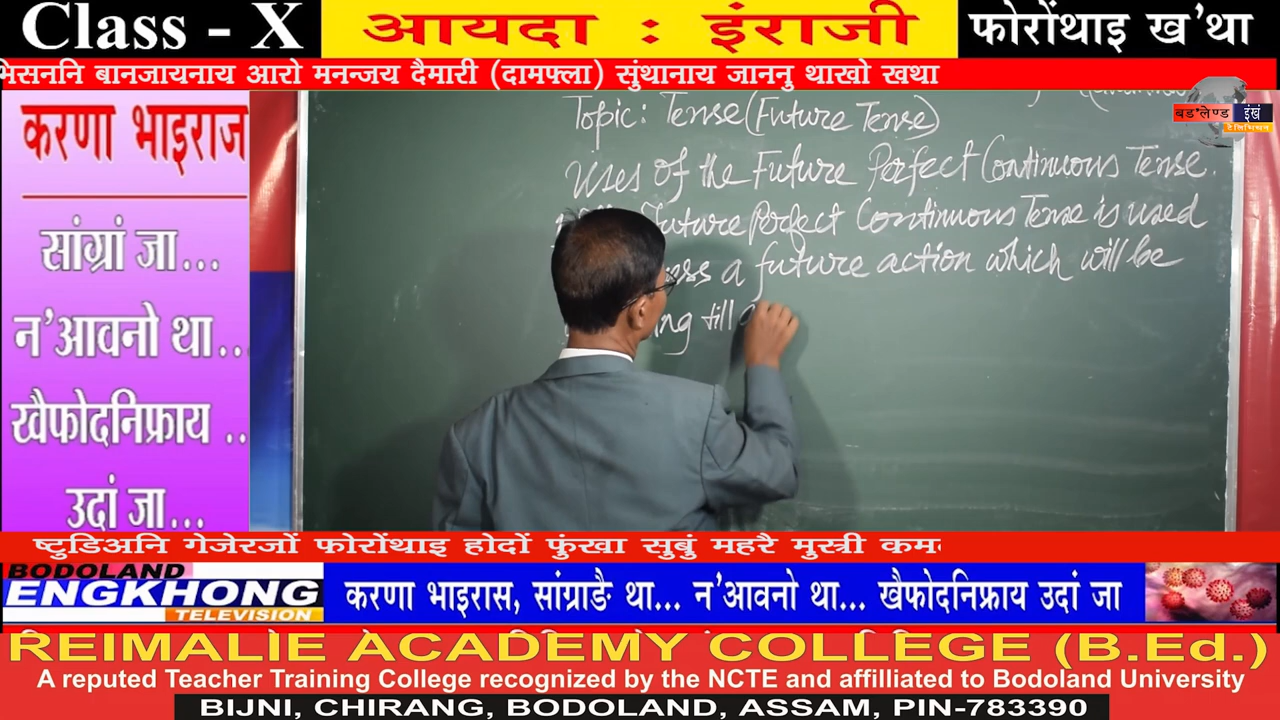 Class - X
आयदा : इंराजी
फोरोंथाइ ख'था
भिसननि बानजायनाय आरो मनन्जय दैमारी (दामफ्ला) सुंथानाय जाननु थाखो खथा
बड'लेण्ड इंखं
टेलिभिसन
करणा भाइराज
सांग्रां जा...
न'आवनो था...
खैफोदनिफ्राय ..
उदां जा...
Topic: Tense (Future Tense)
Uses of the Future Perfect Continuous Tense.
Future Perfect Continuous Tense is used
a future action which will be
till
ष्टुडिअनि गेजेरजों फोरोंथाइ होदों फुंखा सुबुं महरै मुस्त्री कम
BODOLAND
ENGKHONG
TELEVISION
करणा भाइरास, सांग्राङै था... न'आवनो था... खैफोदनिफ्राय उदां जा
REIMALIE ACADEMY COLLEGE (B.Ed.)
A reputed Teacher Training College recognized by the NCTE and affilliated to Bodoland University
BIJNI, CHIRANG, BODOLAND, ASSAM, PIN-783390